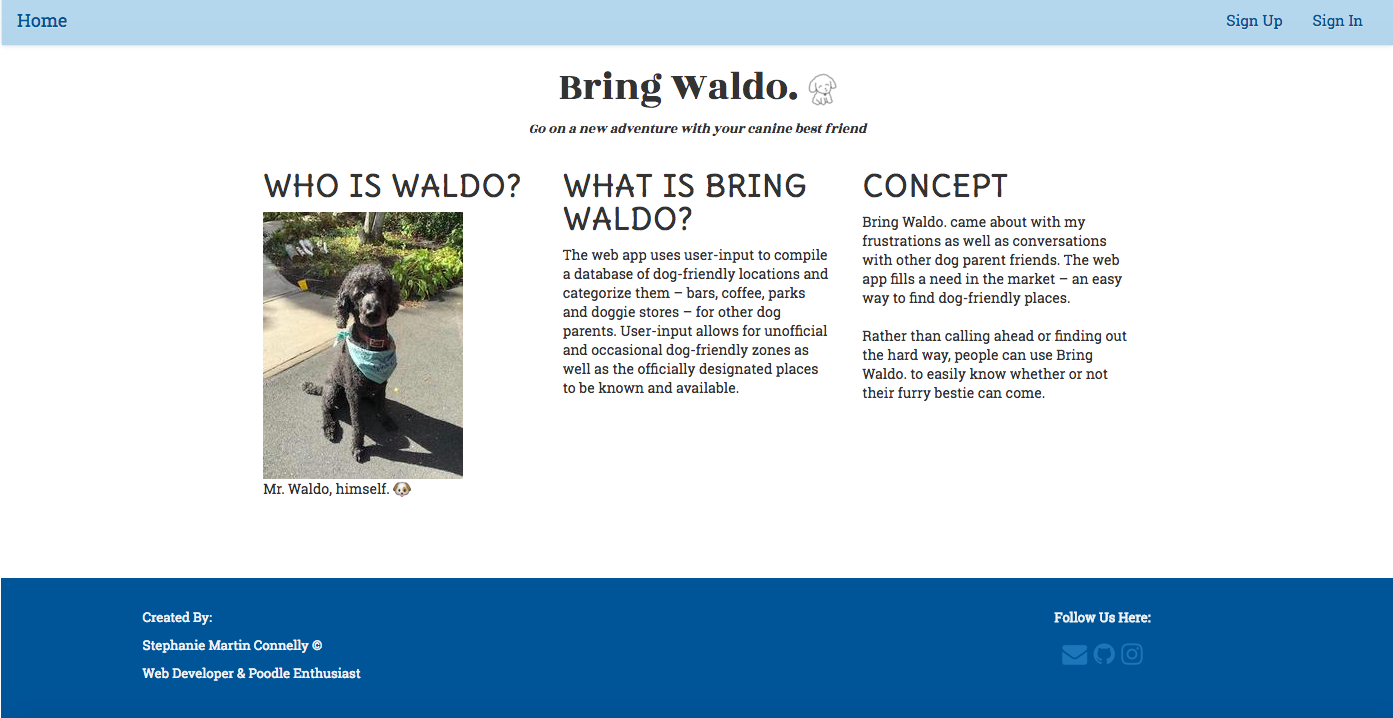 Home
Sign Up
Sign In
Bring Waldo.
Go on a new adventure with your canine best friend
WHO IS WALDO?
Mr. Waldo, himself. 🐶
WHAT IS BRING
WALDO?
The web app uses user-input to compile
a database of dog-friendly locations and
categorize them – bars, coffee, parks
and doggie stores – for other dog
parents. User-input allows for unofficial
and occasional dog-friendly zones as
well as the officially designated places
to be known and available.
CONCEPT
Bring Waldo. came about with my
frustrations as well as conversations
with other dog parent friends. The web
app fills a need in the market – an easy
way to find dog-friendly places.
Rather than calling ahead or finding out
the hard way, people can use Bring
Waldo. to easily know whether or not
their furry bestie can come.
Created By:
Stephanie Martin Connelly ©
Web Developer & Poodle Enthusiast
Follow Us Here: